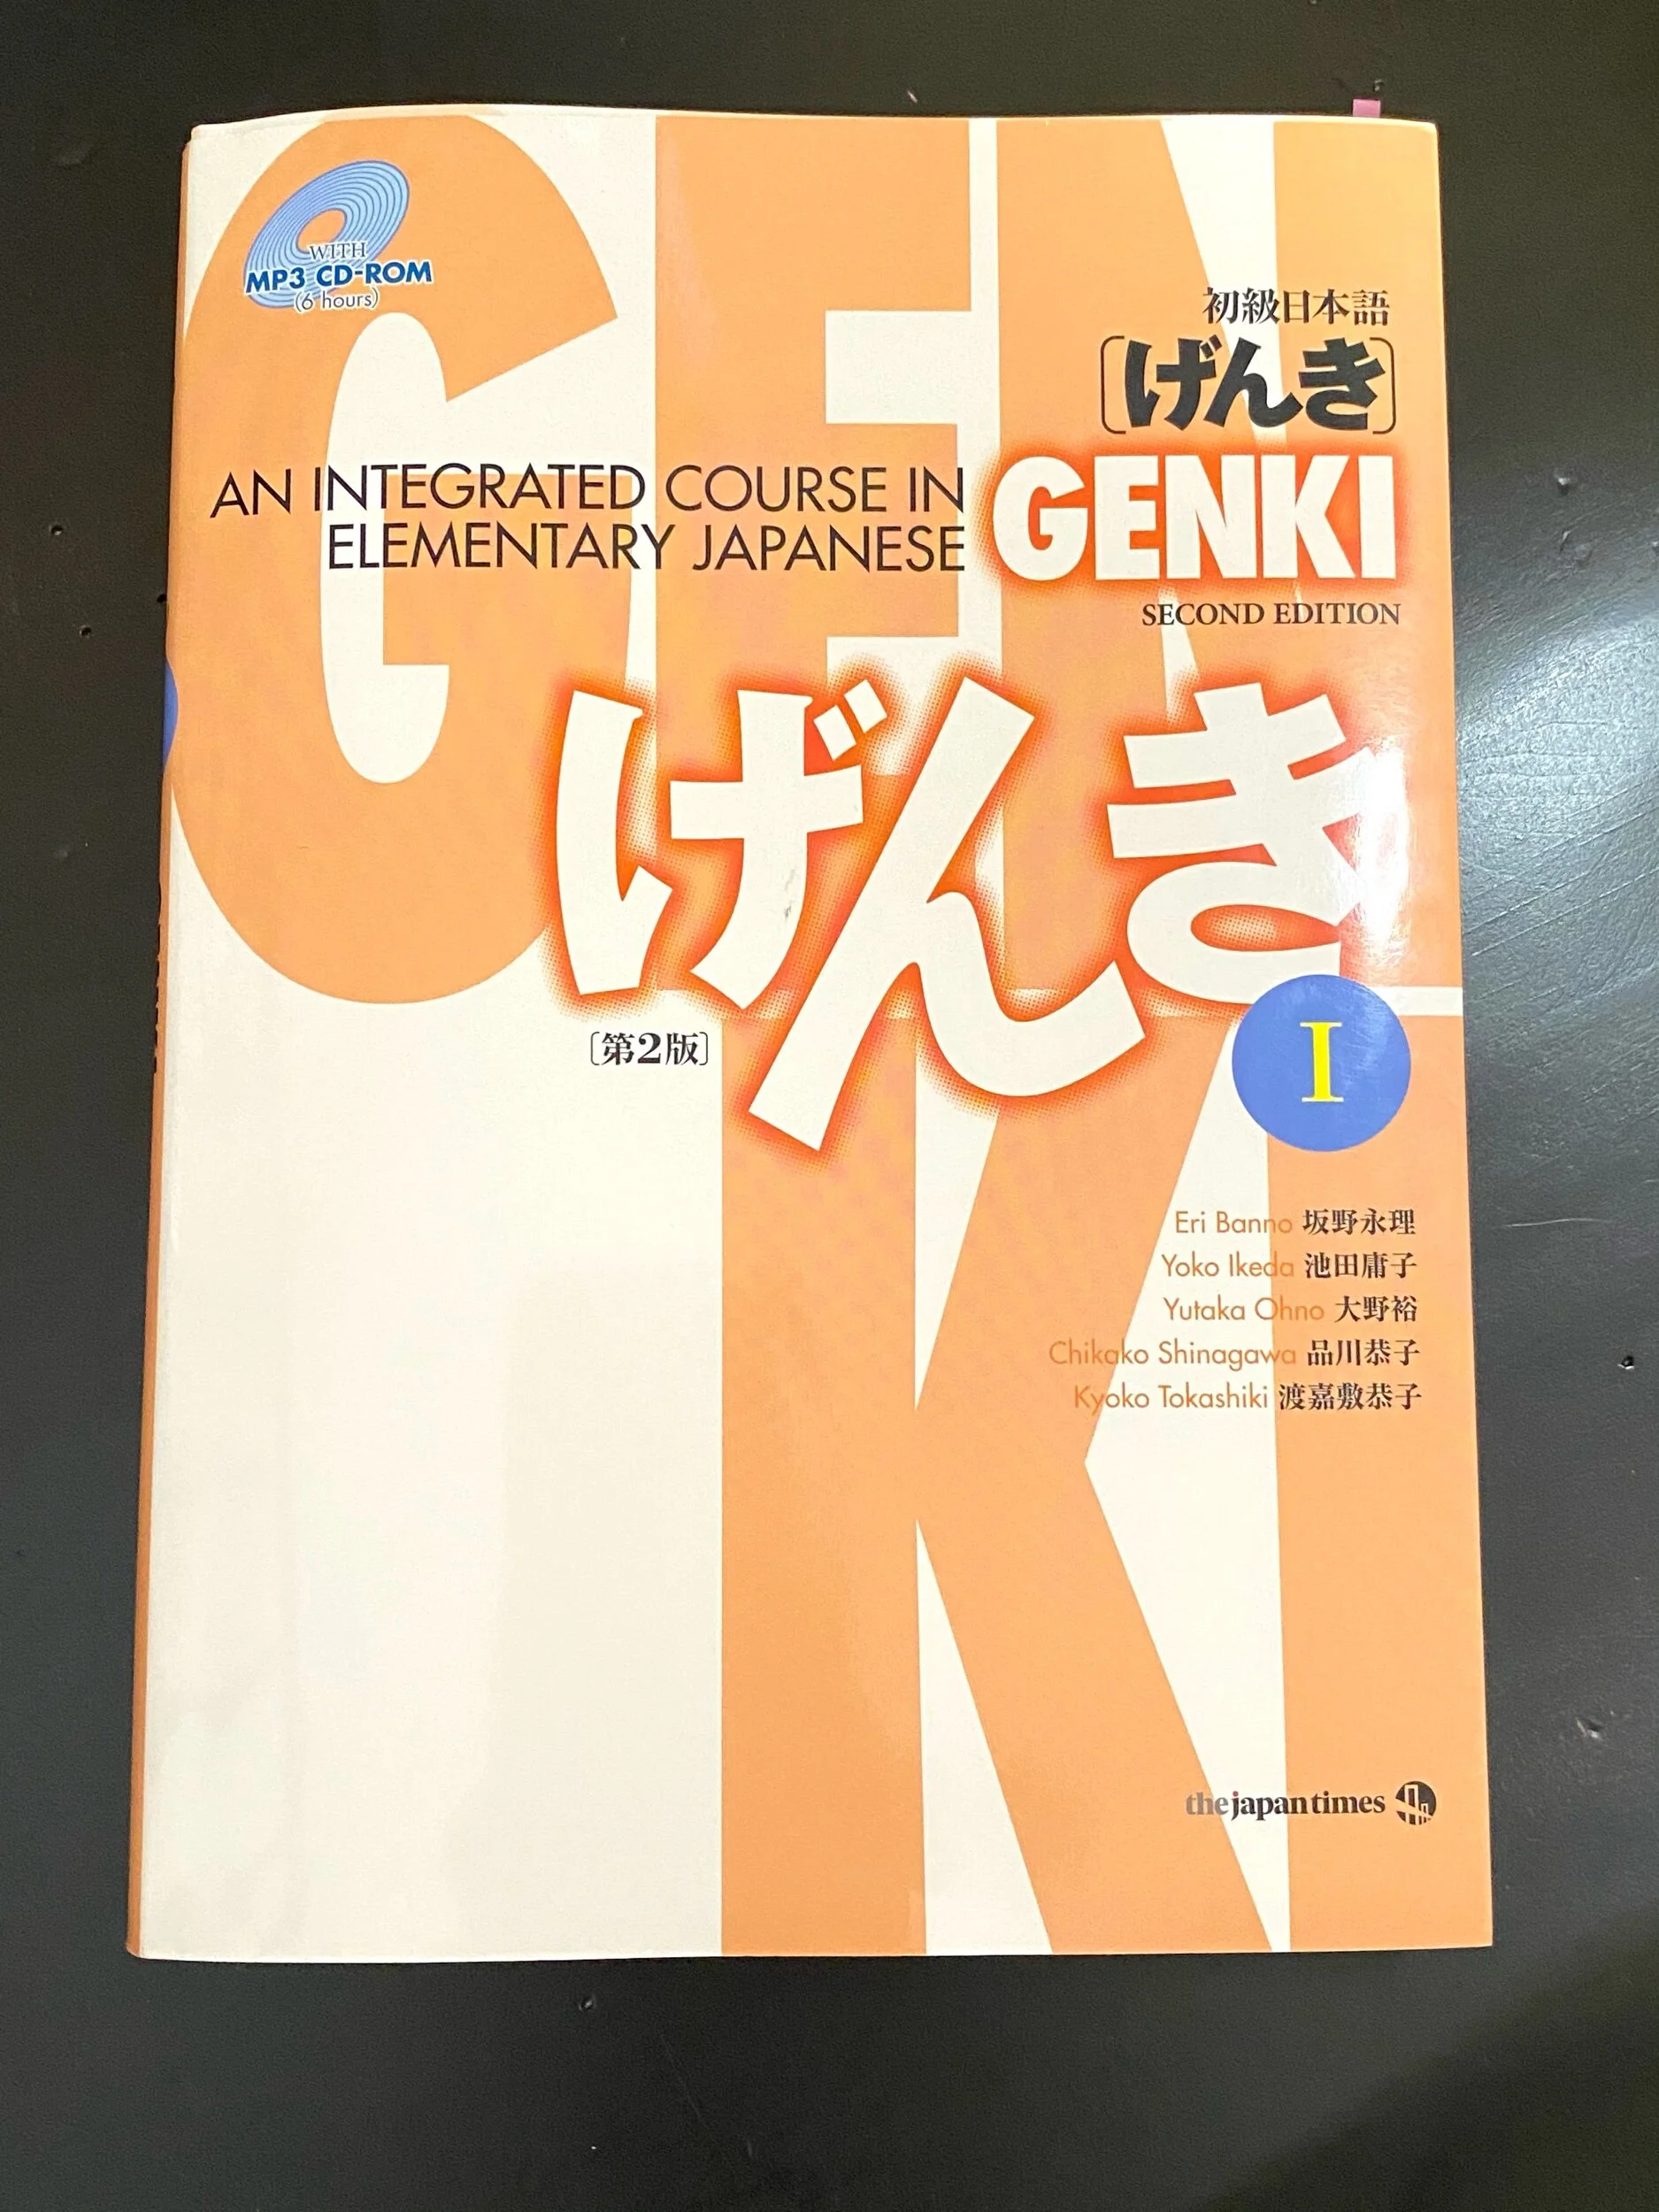 WITH
MP3 CD-ROM
(6 hours)
初級日本語
〔げんき〕
AN INTEGRATED COURSE IN
ELEMENTARY JAPANESE
GENKI
SECOND EDITION
げんき
〔第2版〕
I
Eri Banno 坂野永理
Yoko Ikeda 池田庸子
Yutaka Ohno 大野裕
Chikako Shinagawa 品川恭子
Kyoko Tokashiki 渡嘉敷恭子
the japan times
GEN
KI